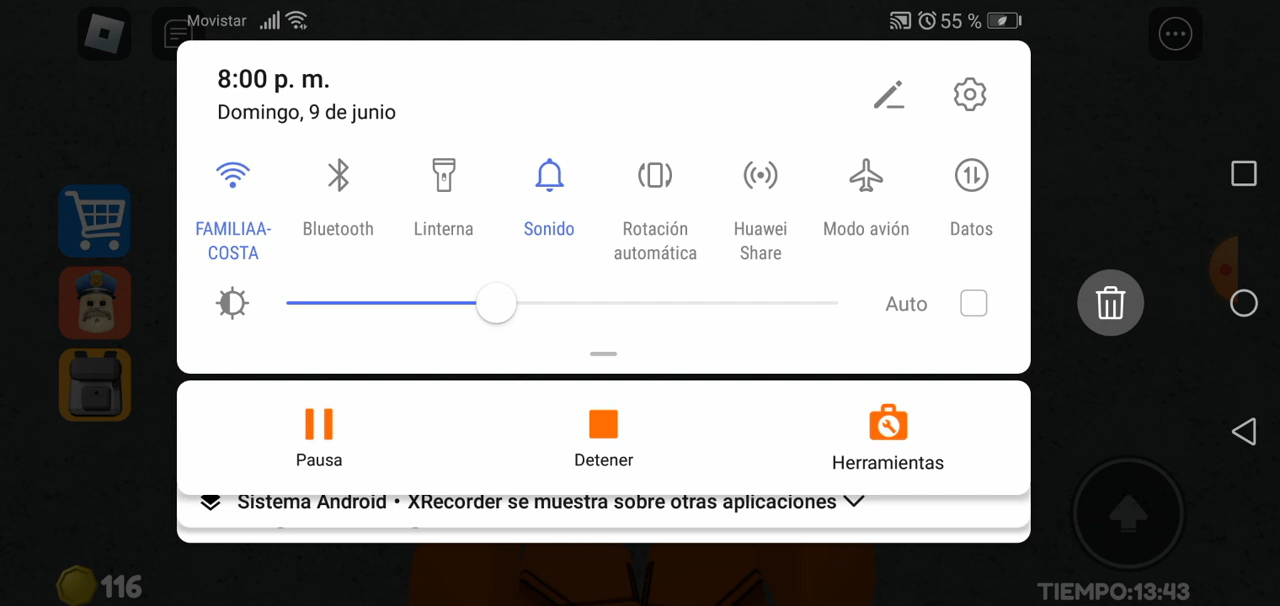 Movistar 55 %
8:00 p. m.
Domingo, 9 de junio
FAMILIAA-
COSTA
Bluetooth
Linterna
Sonido
Rotación
automática
Huawei
Share
Modo avión
Datos
Auto
Pausa
Detener
Herramientas
Sistema Android • XRecorder se muestra sobre otras aplicaciones
116
TIEMPO:13:43